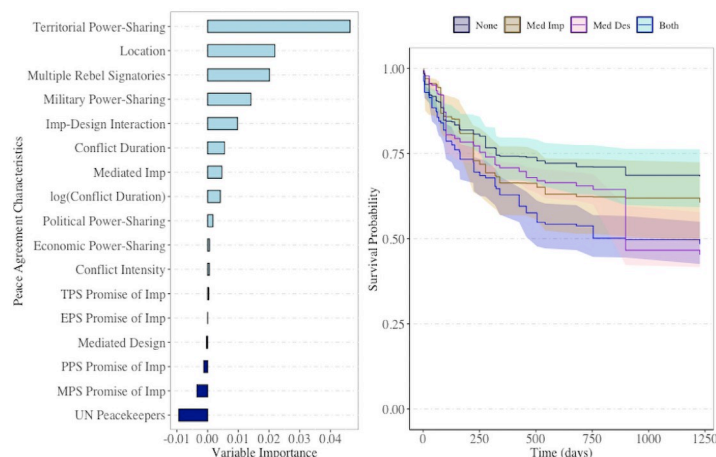 Peace Agreement Characteristics
Territorial Power-Sharing
Location
Multiple Rebel Signatories
Military Power-Sharing
Imp-Design Interaction
Conflict Duration
Mediated Imp
log(Conflict Duration)
Political Power-Sharing
Economic Power-Sharing
Conflict Intensity
TPS Promise of Imp
EPS Promise of Imp
Mediated Design
PPS Promise of Imp
MPS Promise of Imp
UN Peacekeepers
-0.01 0.00 0.01 0.02 0.03 0.04
Variable Importance
None Med Imp Med Des Both
Survival Probability
1.00
0.75
0.50
0.25
0.00
0 250 500 750 1000 1250
Time (days)